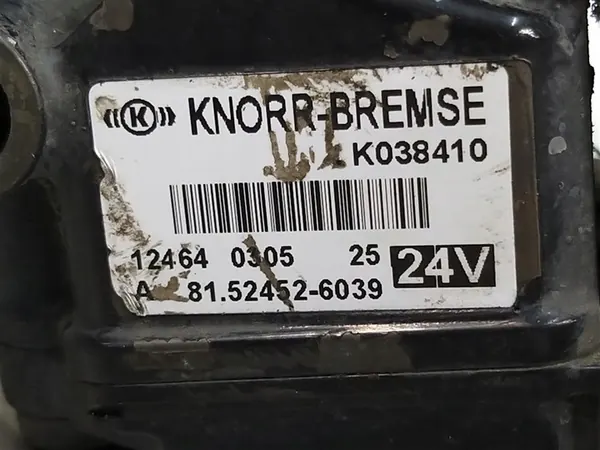 ((K)) KNORR-BREMSE
K038410
12464 0305 25 24V
A 81.52452-6039